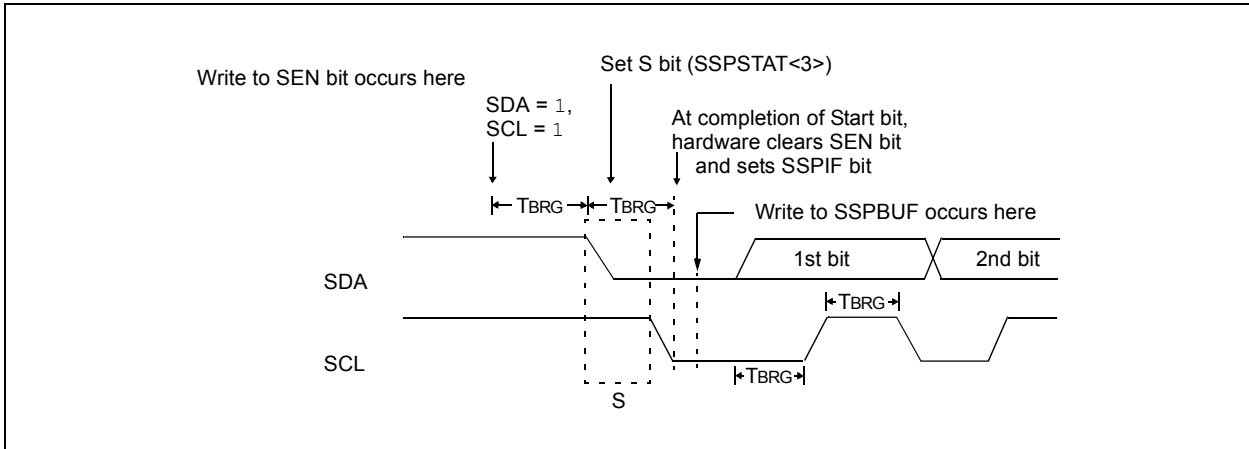 Set S bit (SSPSTAT<3>)
Write to SEN bit occurs here
SDA = 1,
SCL = 1
At completion of Start bit,
hardware clears SEN bit
and sets SSPIF bit
TBRG TBRG
Write to SSPBUF occurs here
1st bit 2nd bit
SDA
TBRG
SCL
TBRG
S